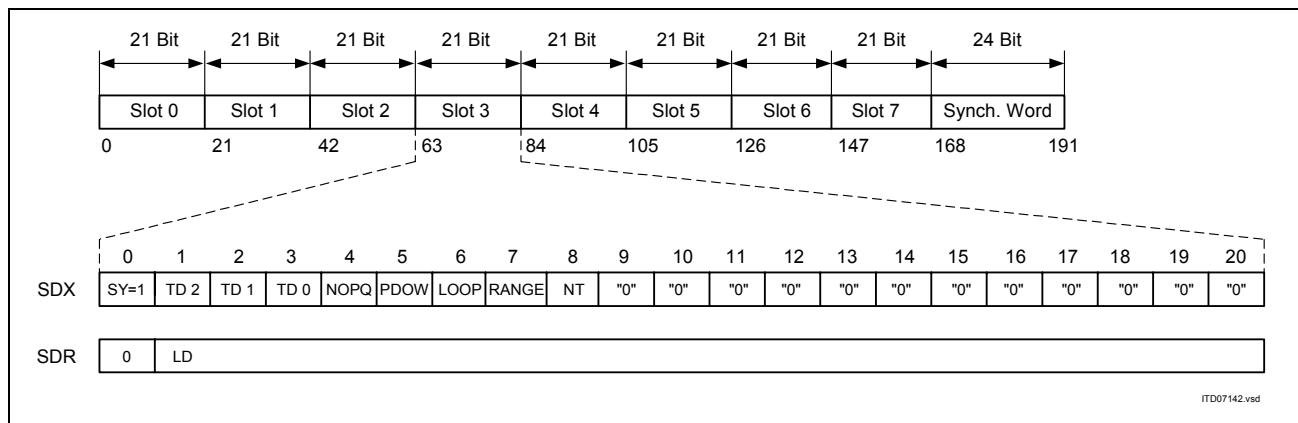 21 Bit 21 Bit 21 Bit 21 Bit 21 Bit 21 Bit 21 Bit 21 Bit 24 Bit
Slot 0 Slot 1 Slot 2 Slot 3 Slot 4 Slot 5 Slot 6 Slot 7 Synch. Word
0 21 42 63 84 105 126 147 168 191
0 1 2 3 4 5 6 7 8 9 10 11 12 13 14 15 16 17 18 19 20
SDX SY=1 TD 2 TD 1 TD 0 NOPQ PDOW LOOP RANGE NT "0" "0" "0" "0" "0" "0" "0" "0" "0" "0" "0" "0"
SDR 0 LD
ITD07142.vsd